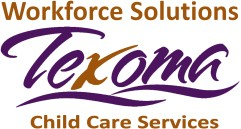 Workforce Solutions
Texoma
Child Care Services